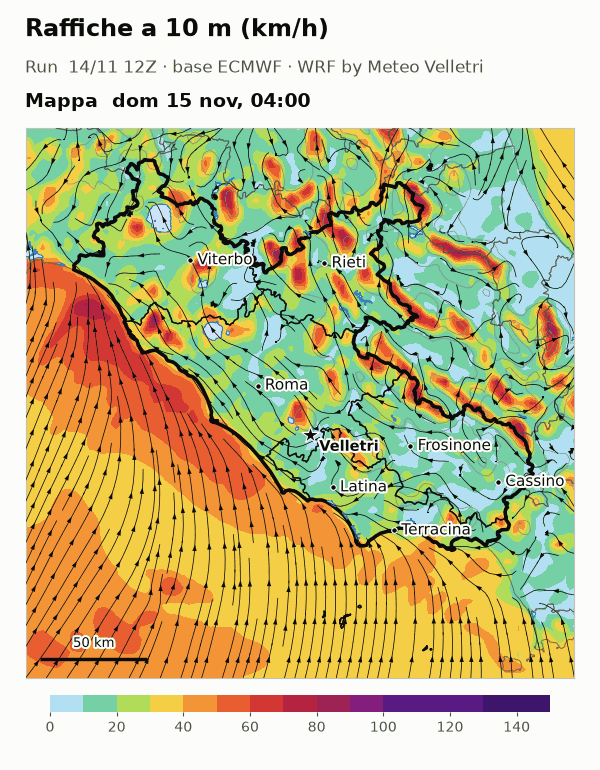 Raffiche a 10 m (km/h)
Run 14/11 12Z · base ECMWF · WRF by Meteo Velletri
Mappa dom 15 nov, 04:00
Viterbo
Rieti
Roma
Velletri
Frosinone
Cassino
Latina
Terracina
50 km
0 20 40 60 80 100 120 140